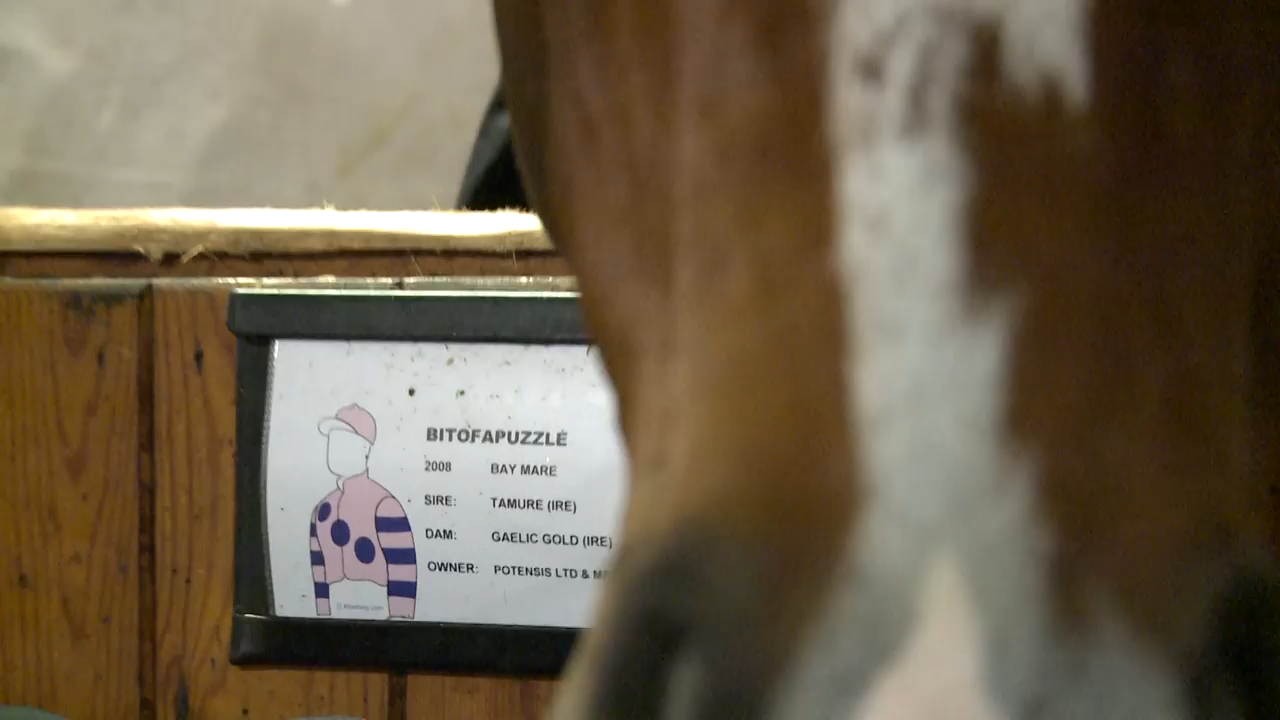 BITOFAPUZZLE
2008 BAY MARE
SIRE: TAMURE (IRE)
DAM: GAELIC GOLD (IRE)
OWNER: POTENSIS LTD &